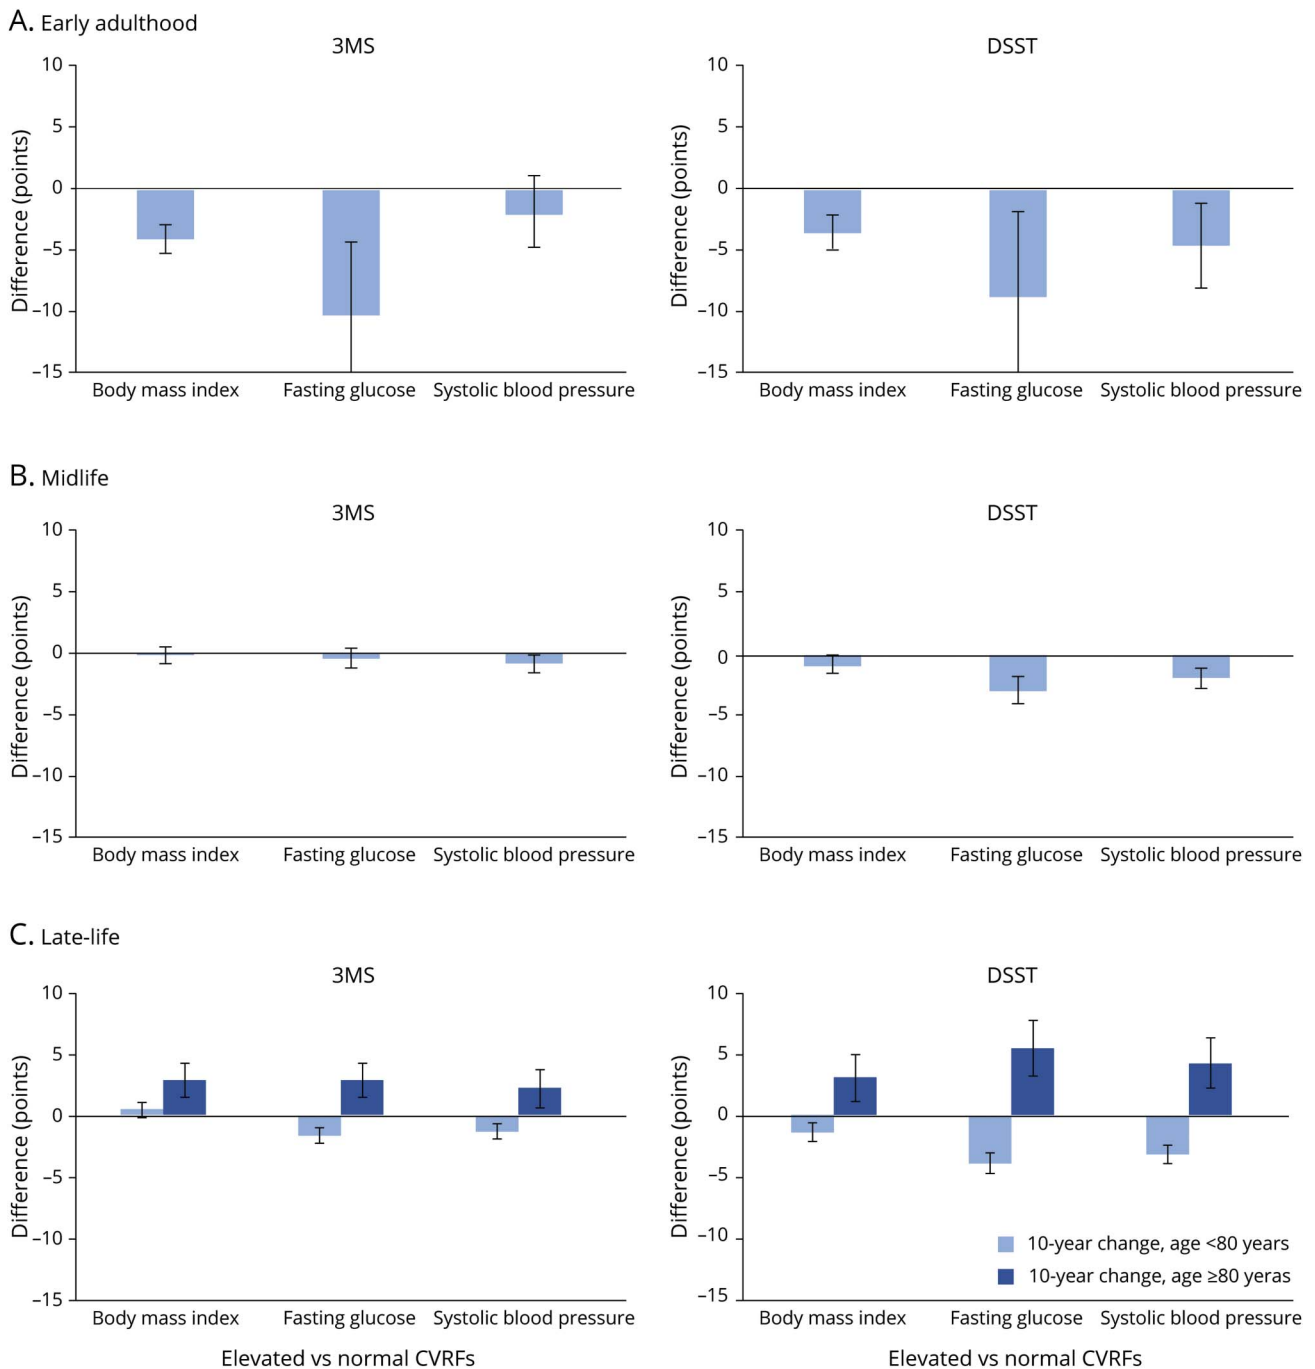 A. Early adulthood
3MS
10
5
0
−5
−10
−15
Difference (points)
Body mass index Fasting glucose Systolic blood pressure
DSST
10
5
0
−5
−10
−15
Difference (points)
Body mass index Fasting glucose Systolic blood pressure
B. Midlife
3MS
10
5
0
−5
−10
−15
Difference (points)
Body mass index Fasting glucose Systolic blood pressure
DSST
10
5
0
−5
−10
−15
Difference (points)
Body mass index Fasting glucose Systolic blood pressure
C. Late-life
3MS
10
5
0
−5
−10
−15
Difference (points)
Body mass index Fasting glucose Systolic blood pressure
Elevated vs normal CVRFs
DSST
10
5
0
−5
−10
−15
Difference (points)
10-year change, age <80 years
10-year change, age ≥80 yeras
Body mass index Fasting glucose Systolic blood pressure
Elevated vs normal CVRFs